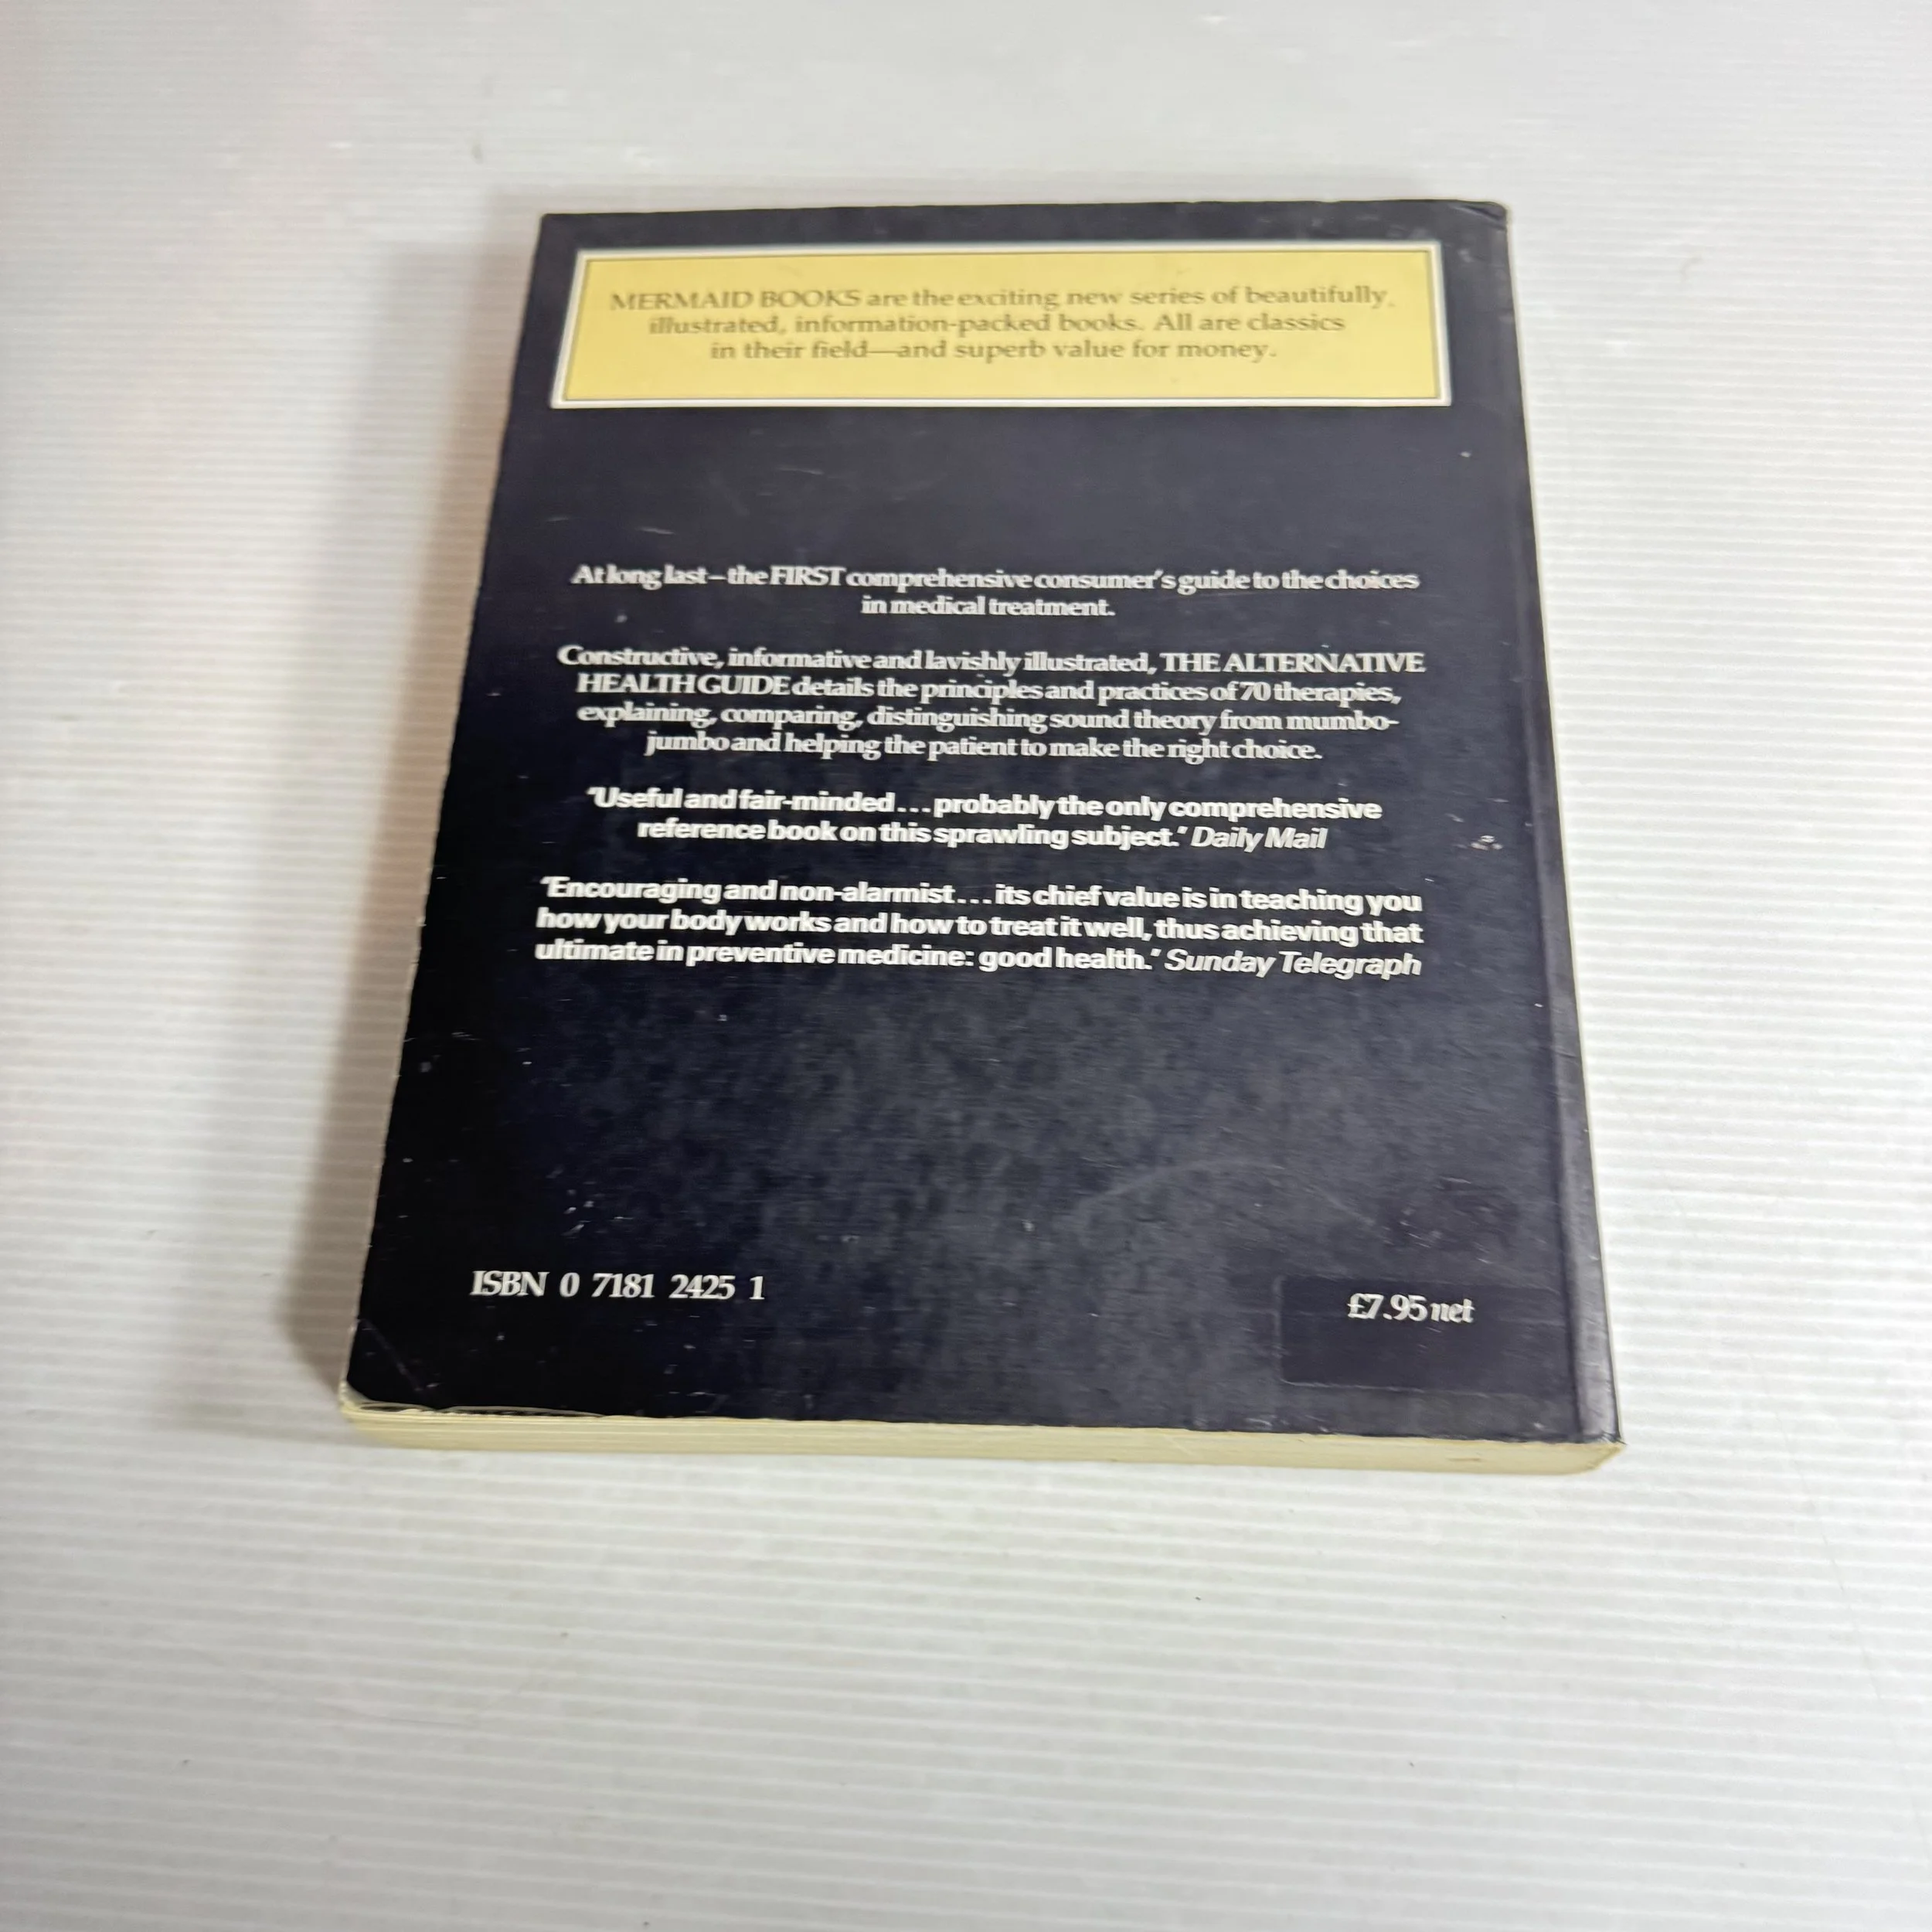 MERMAID BOOKS are the exciting new series of beautifully
illustrated, information-packed books. All are classics
in their field—and superb value for money.
At long last – the FIRST comprehensive consumer's guide to the choices
in medical treatment.
Constructive, informative and lavishly illustrated, THE ALTERNATIVE
HEALTH GUIDE details the principles and practices of 70 therapies,
explaining, comparing, distinguishing sound theory from mumbo-
jumbo and helping the patient to make the right choice.
'Useful and fair-minded ... probably the only comprehensive
reference book on this sprawling subject.' Daily Mail
'Encouraging and non-alarmist ... its chief value is in teaching you
how your body works and how to treat it well, thus achieving that
ultimate in preventive medicine: good health.' Sunday Telegraph
ISBN 0 7181 2425 1
£7.95 net